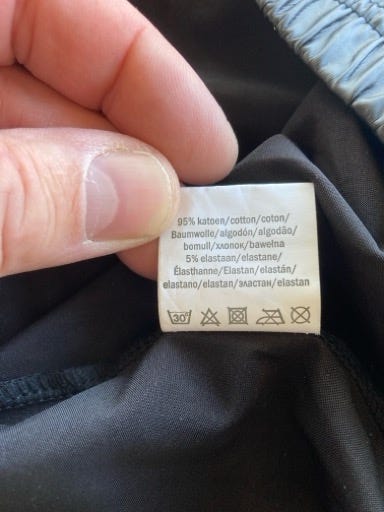 95% katoen/cotton/coton/
Baumwolle/algodón/algodão/
bomull/хлопок/bawełna
5% elastaan/elastane/
Élasthanne/Elastan/elastán/
elastano/elastan/эластан/elastan
30°